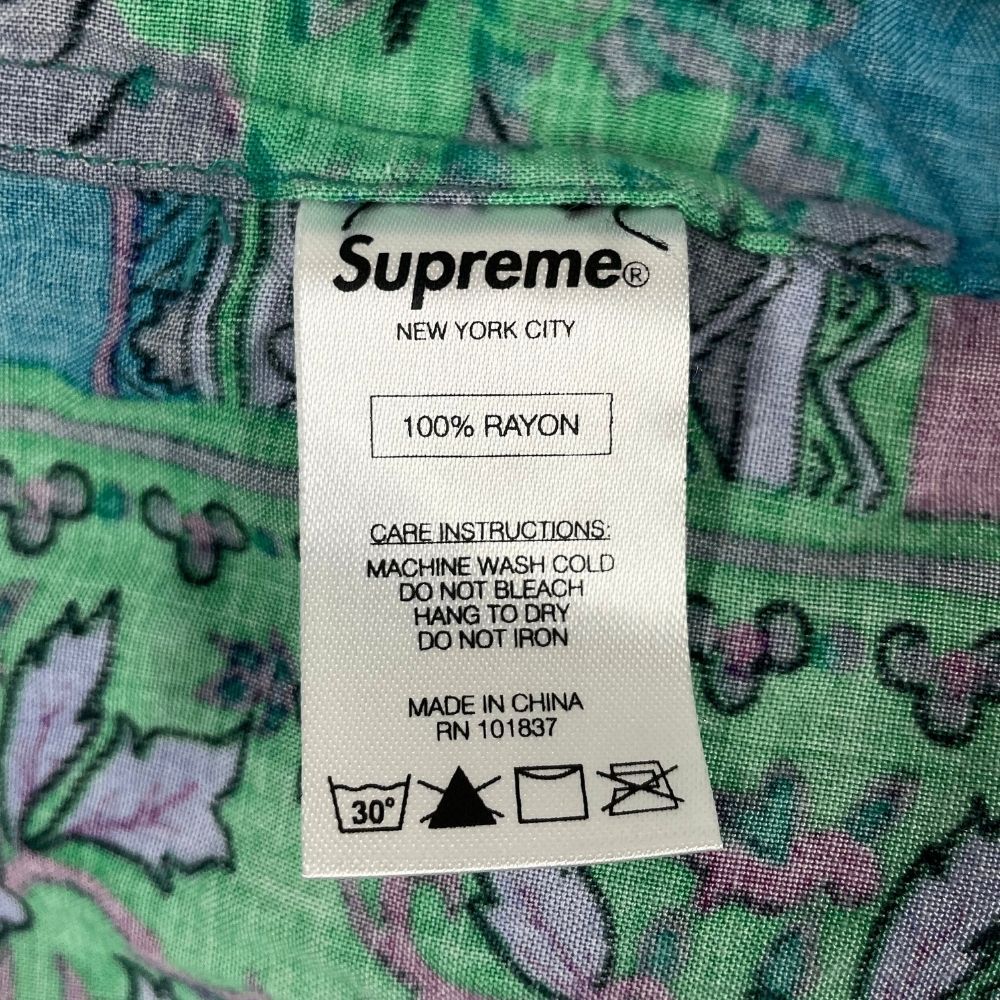 Supreme®
NEW YORK CITY
100% RAYON
CARE INSTRUCTIONS:
MACHINE WASH COLD
DO NOT BLEACH
HANG TO DRY
DO NOT IRON
MADE IN CHINA
RN 101837
30°